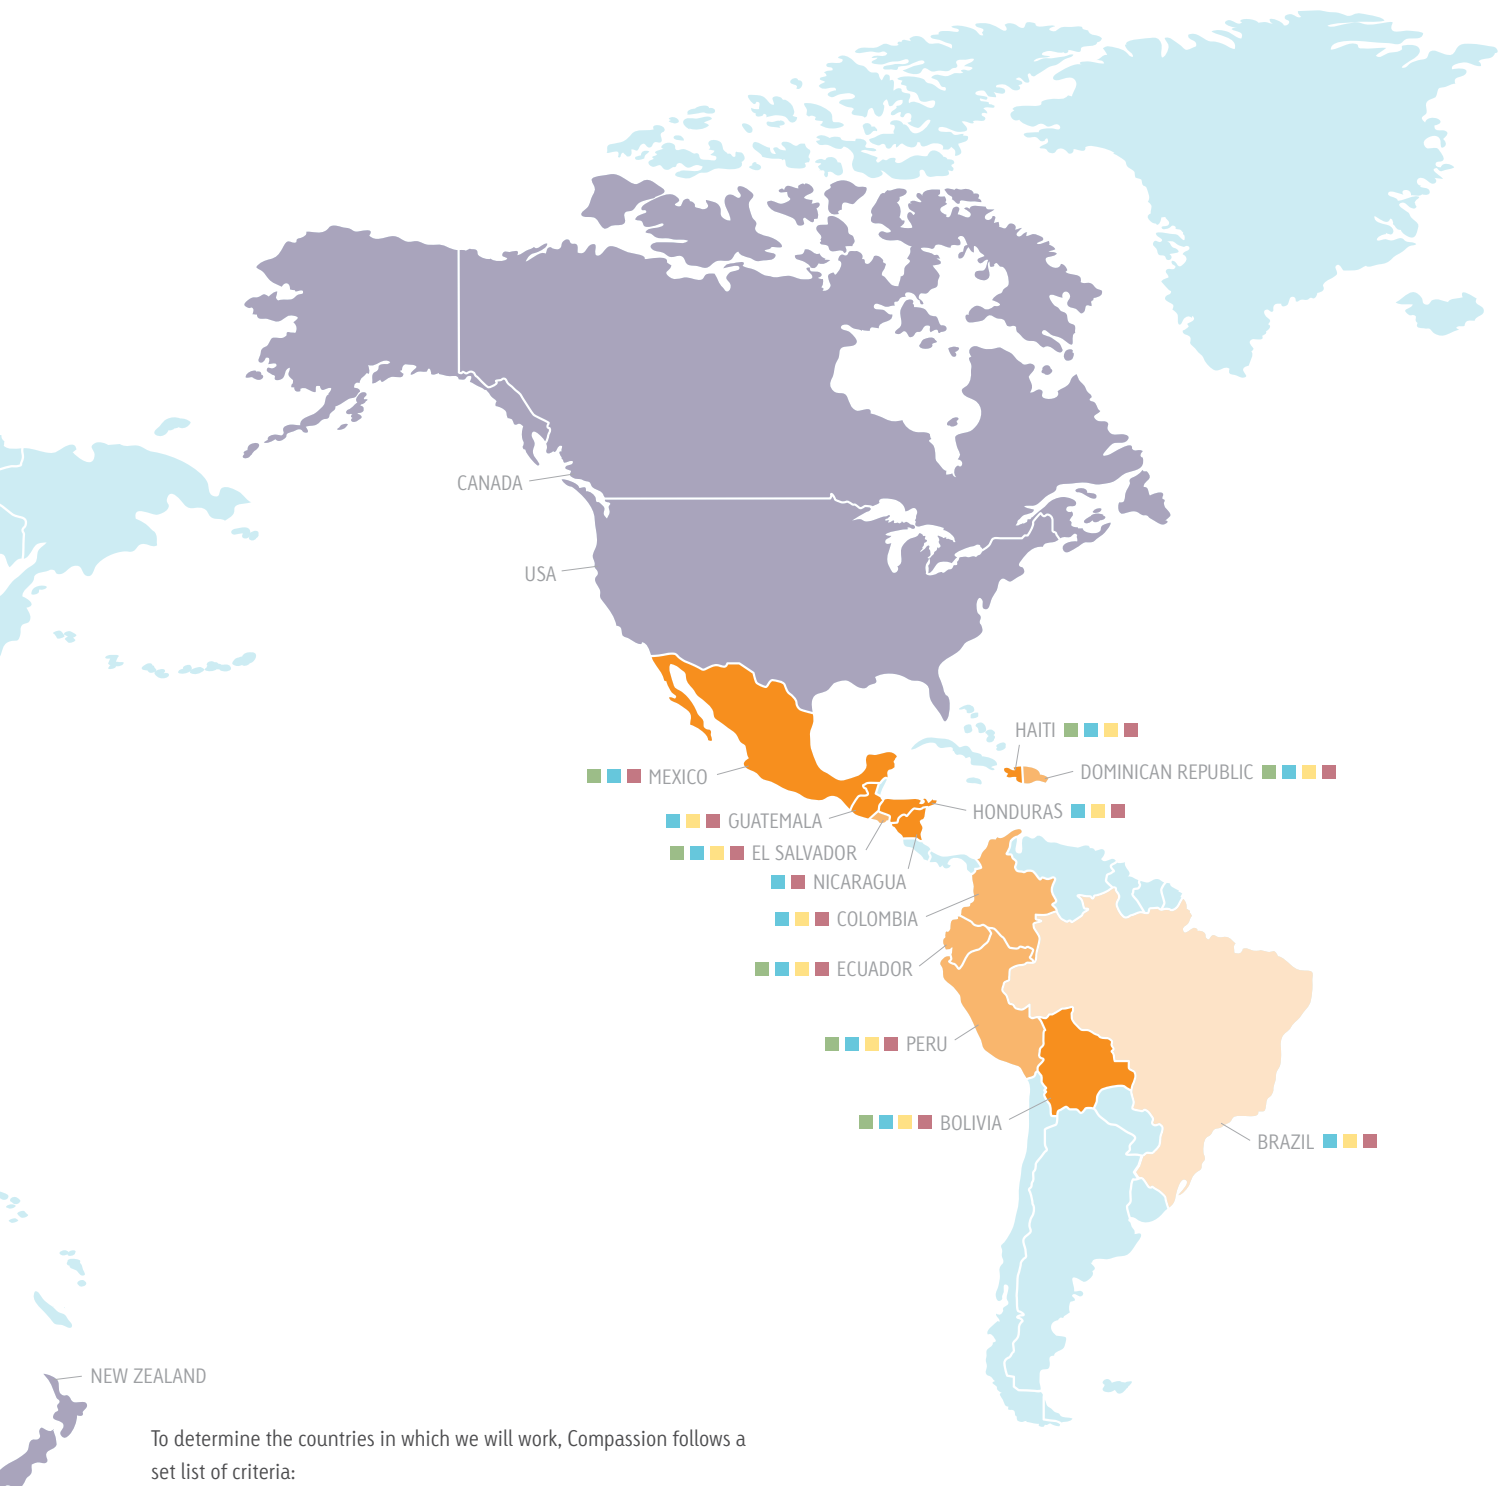 CANADA
USA
HAITI
MEXICO
DOMINICAN REPUBLIC
GUATEMALA
HONDURAS
EL SALVADOR
NICARAGUA
COLOMBIA
ECUADOR
PERU
BOLIVIA
BRAZIL
NEW ZEALAND
To determine the countries in which we will work, Compassion follows a
set list of criteria: